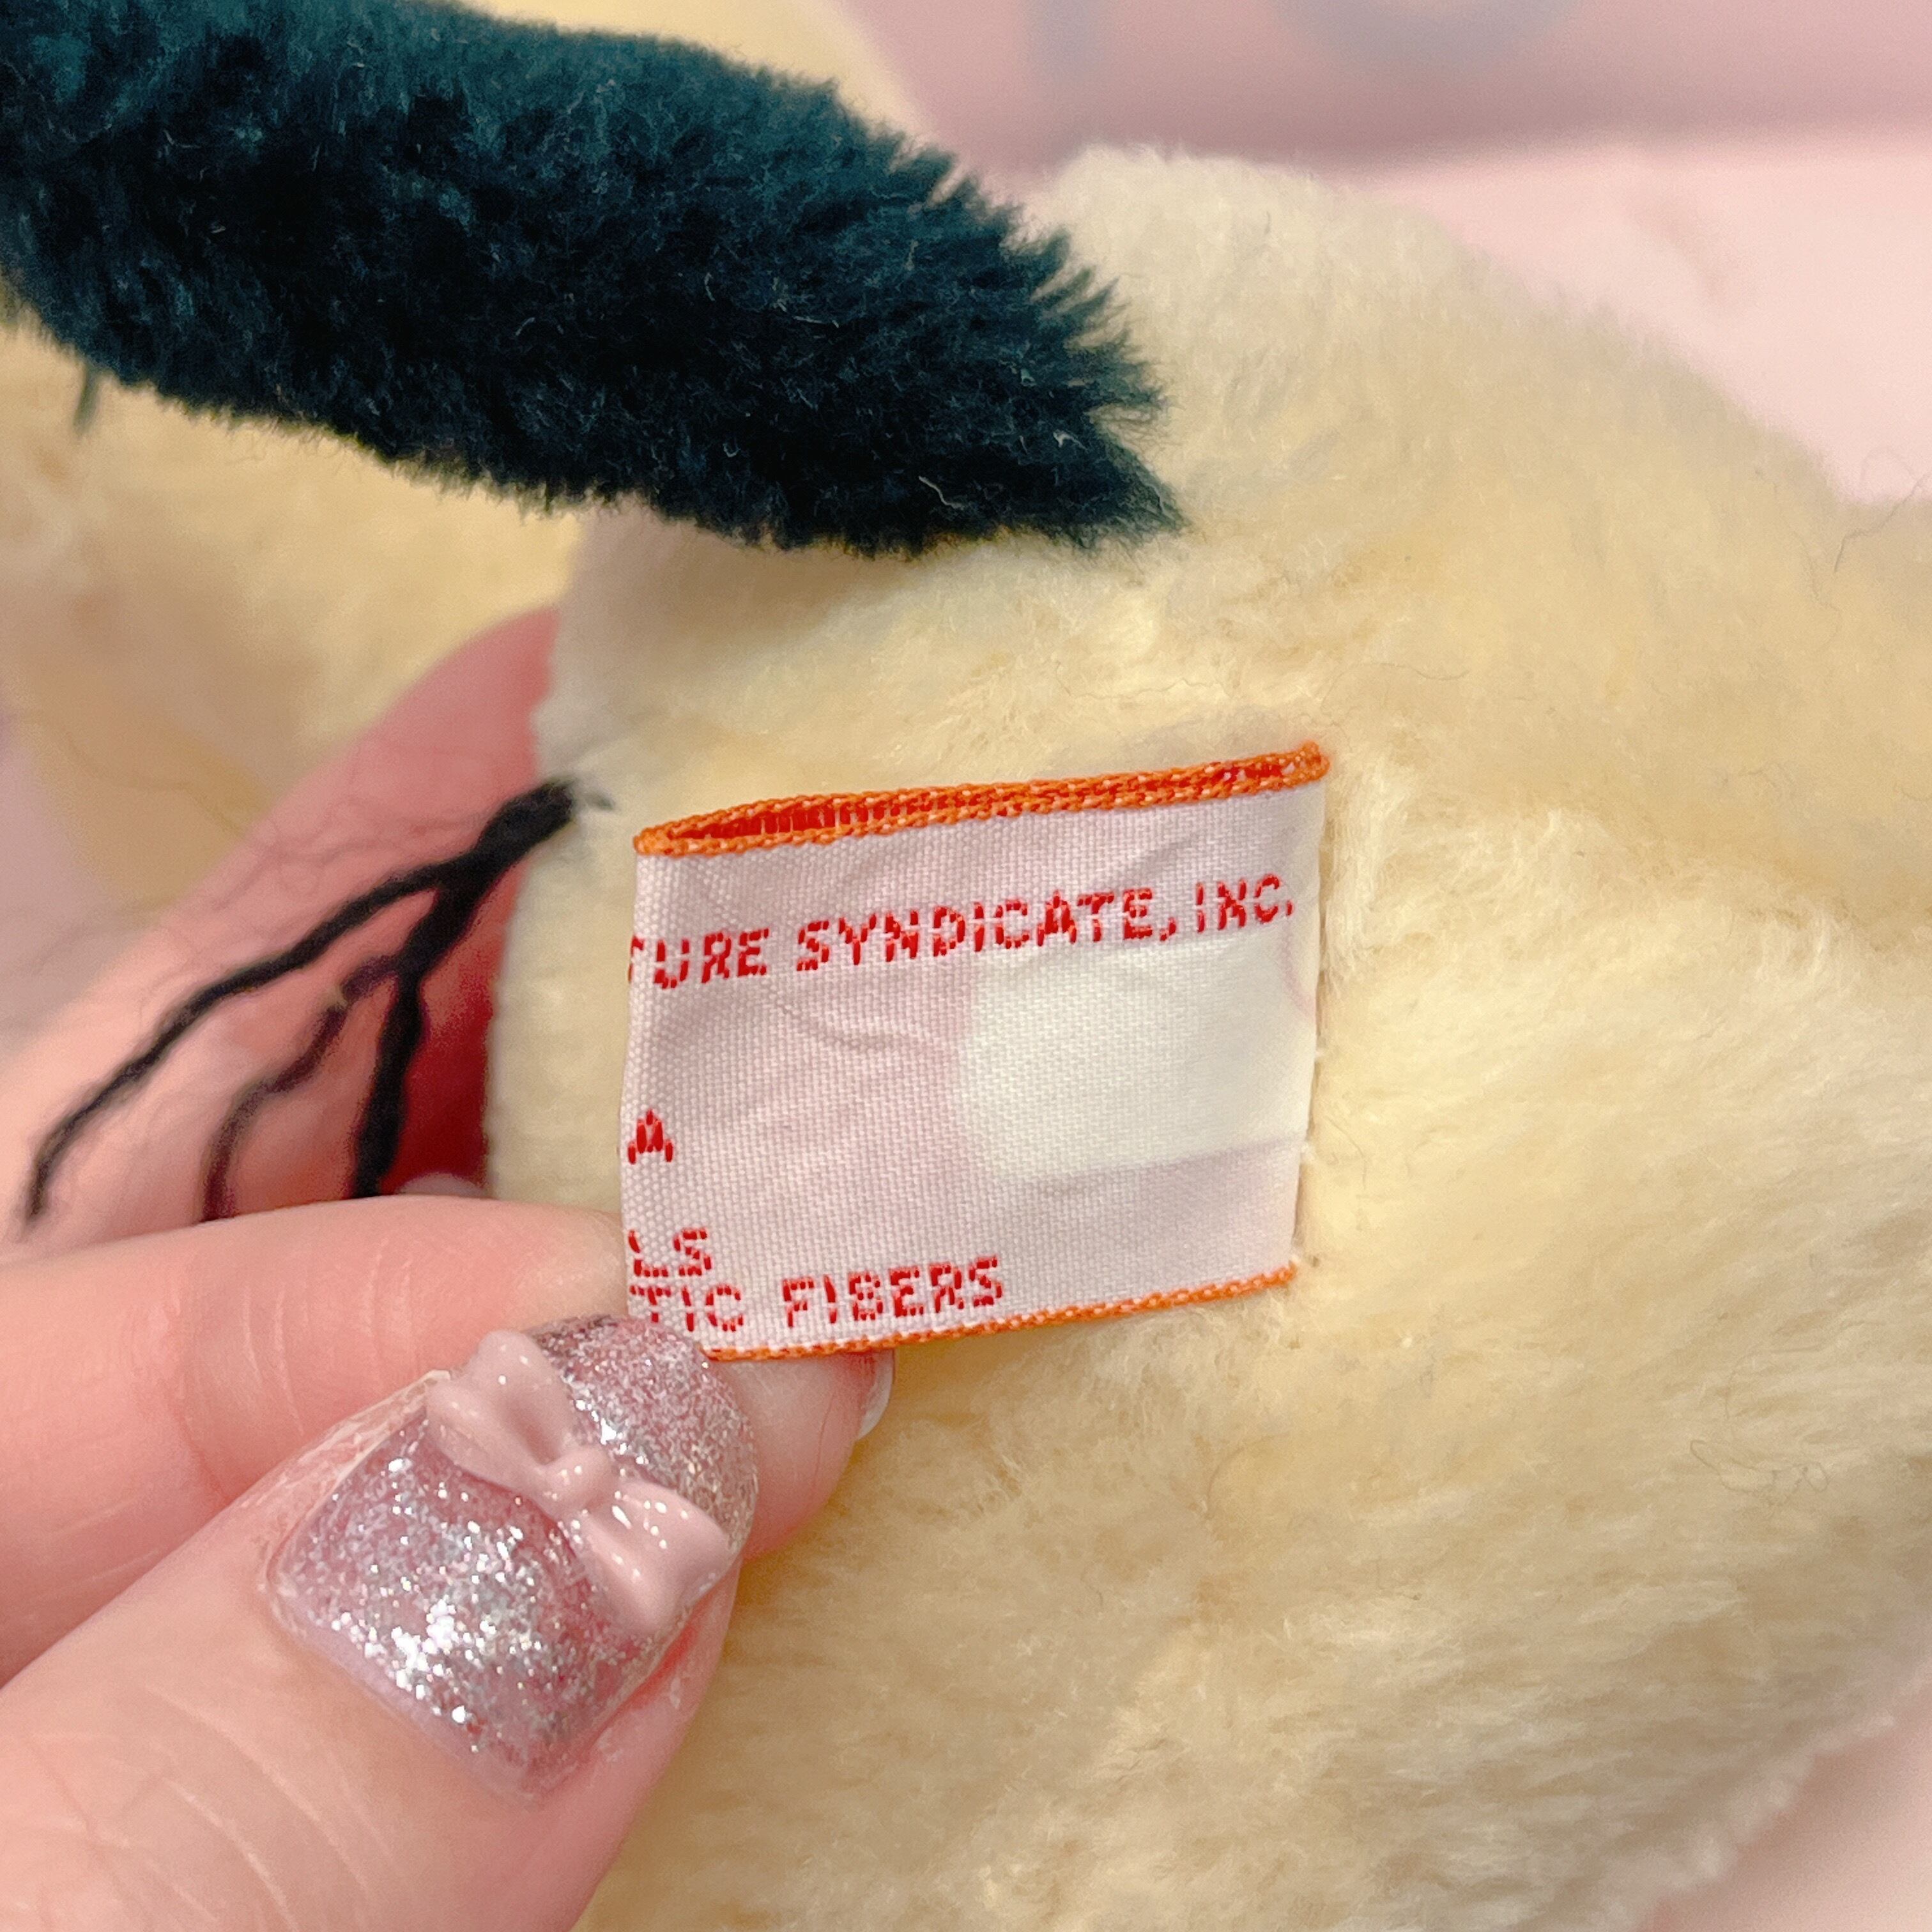 TURE SYNDICATE, INC.
A
LS
TIC FIBERS